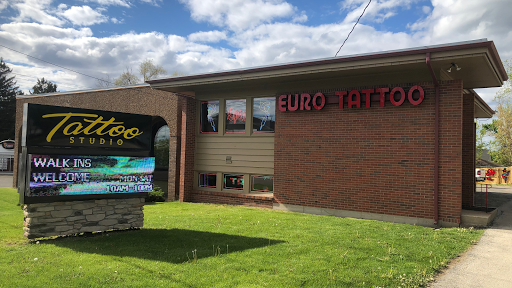 Tattoo
STUDIO
WALK INS
WELCOME MON-SAT
10AM-10PM
EURO TATTOO